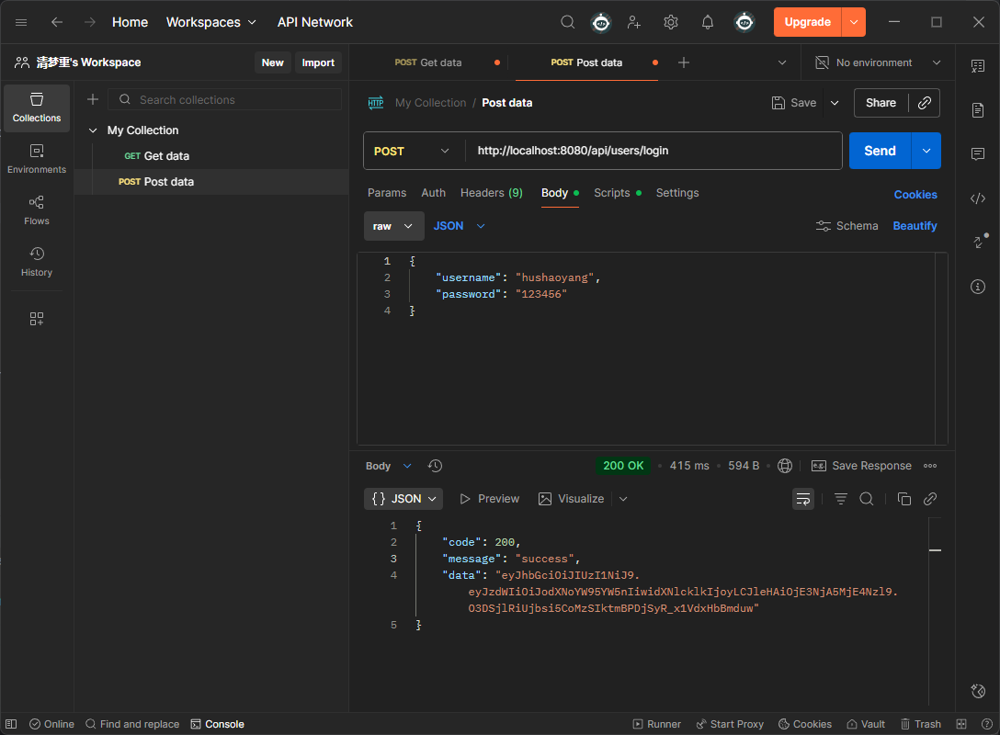 Home Workspaces API Network Upgrade
清梦重's Workspace New Import POST Get data POST Post data No environment
Collections
Environments
Flows
History
Search collections
My Collection
GET Get data
POST Post data
HTTP My Collection / Post data Save Share
POST http://localhost:8080/api/users/login Send
Params Auth Headers (9) Body Scripts Settings Cookies
raw JSON Schema Beautify
1 {
2 "username": "hushaoyang",
3 "password": "123456"
4 }
Body 200 OK 415 ms 594 B e.g. Save Response
{} JSON Preview Visualize
1 {
2 "code": 200,
3 "message": "success",
4 "data": "eyJhbGciOiJIUzI1NiJ9.
eyJzdWIiOiJodXNoYW95YW5nIiwidXNlcklkIjoyLCJleHAiOjE3NjA5MjE4NzI9.
O3DSjlRiUjbsi5CoMzSIktmBPDjSyR_x1VdxHbBmduw"
5 }
Online Find and replace Console Runner Start Proxy Cookies Vault Trash